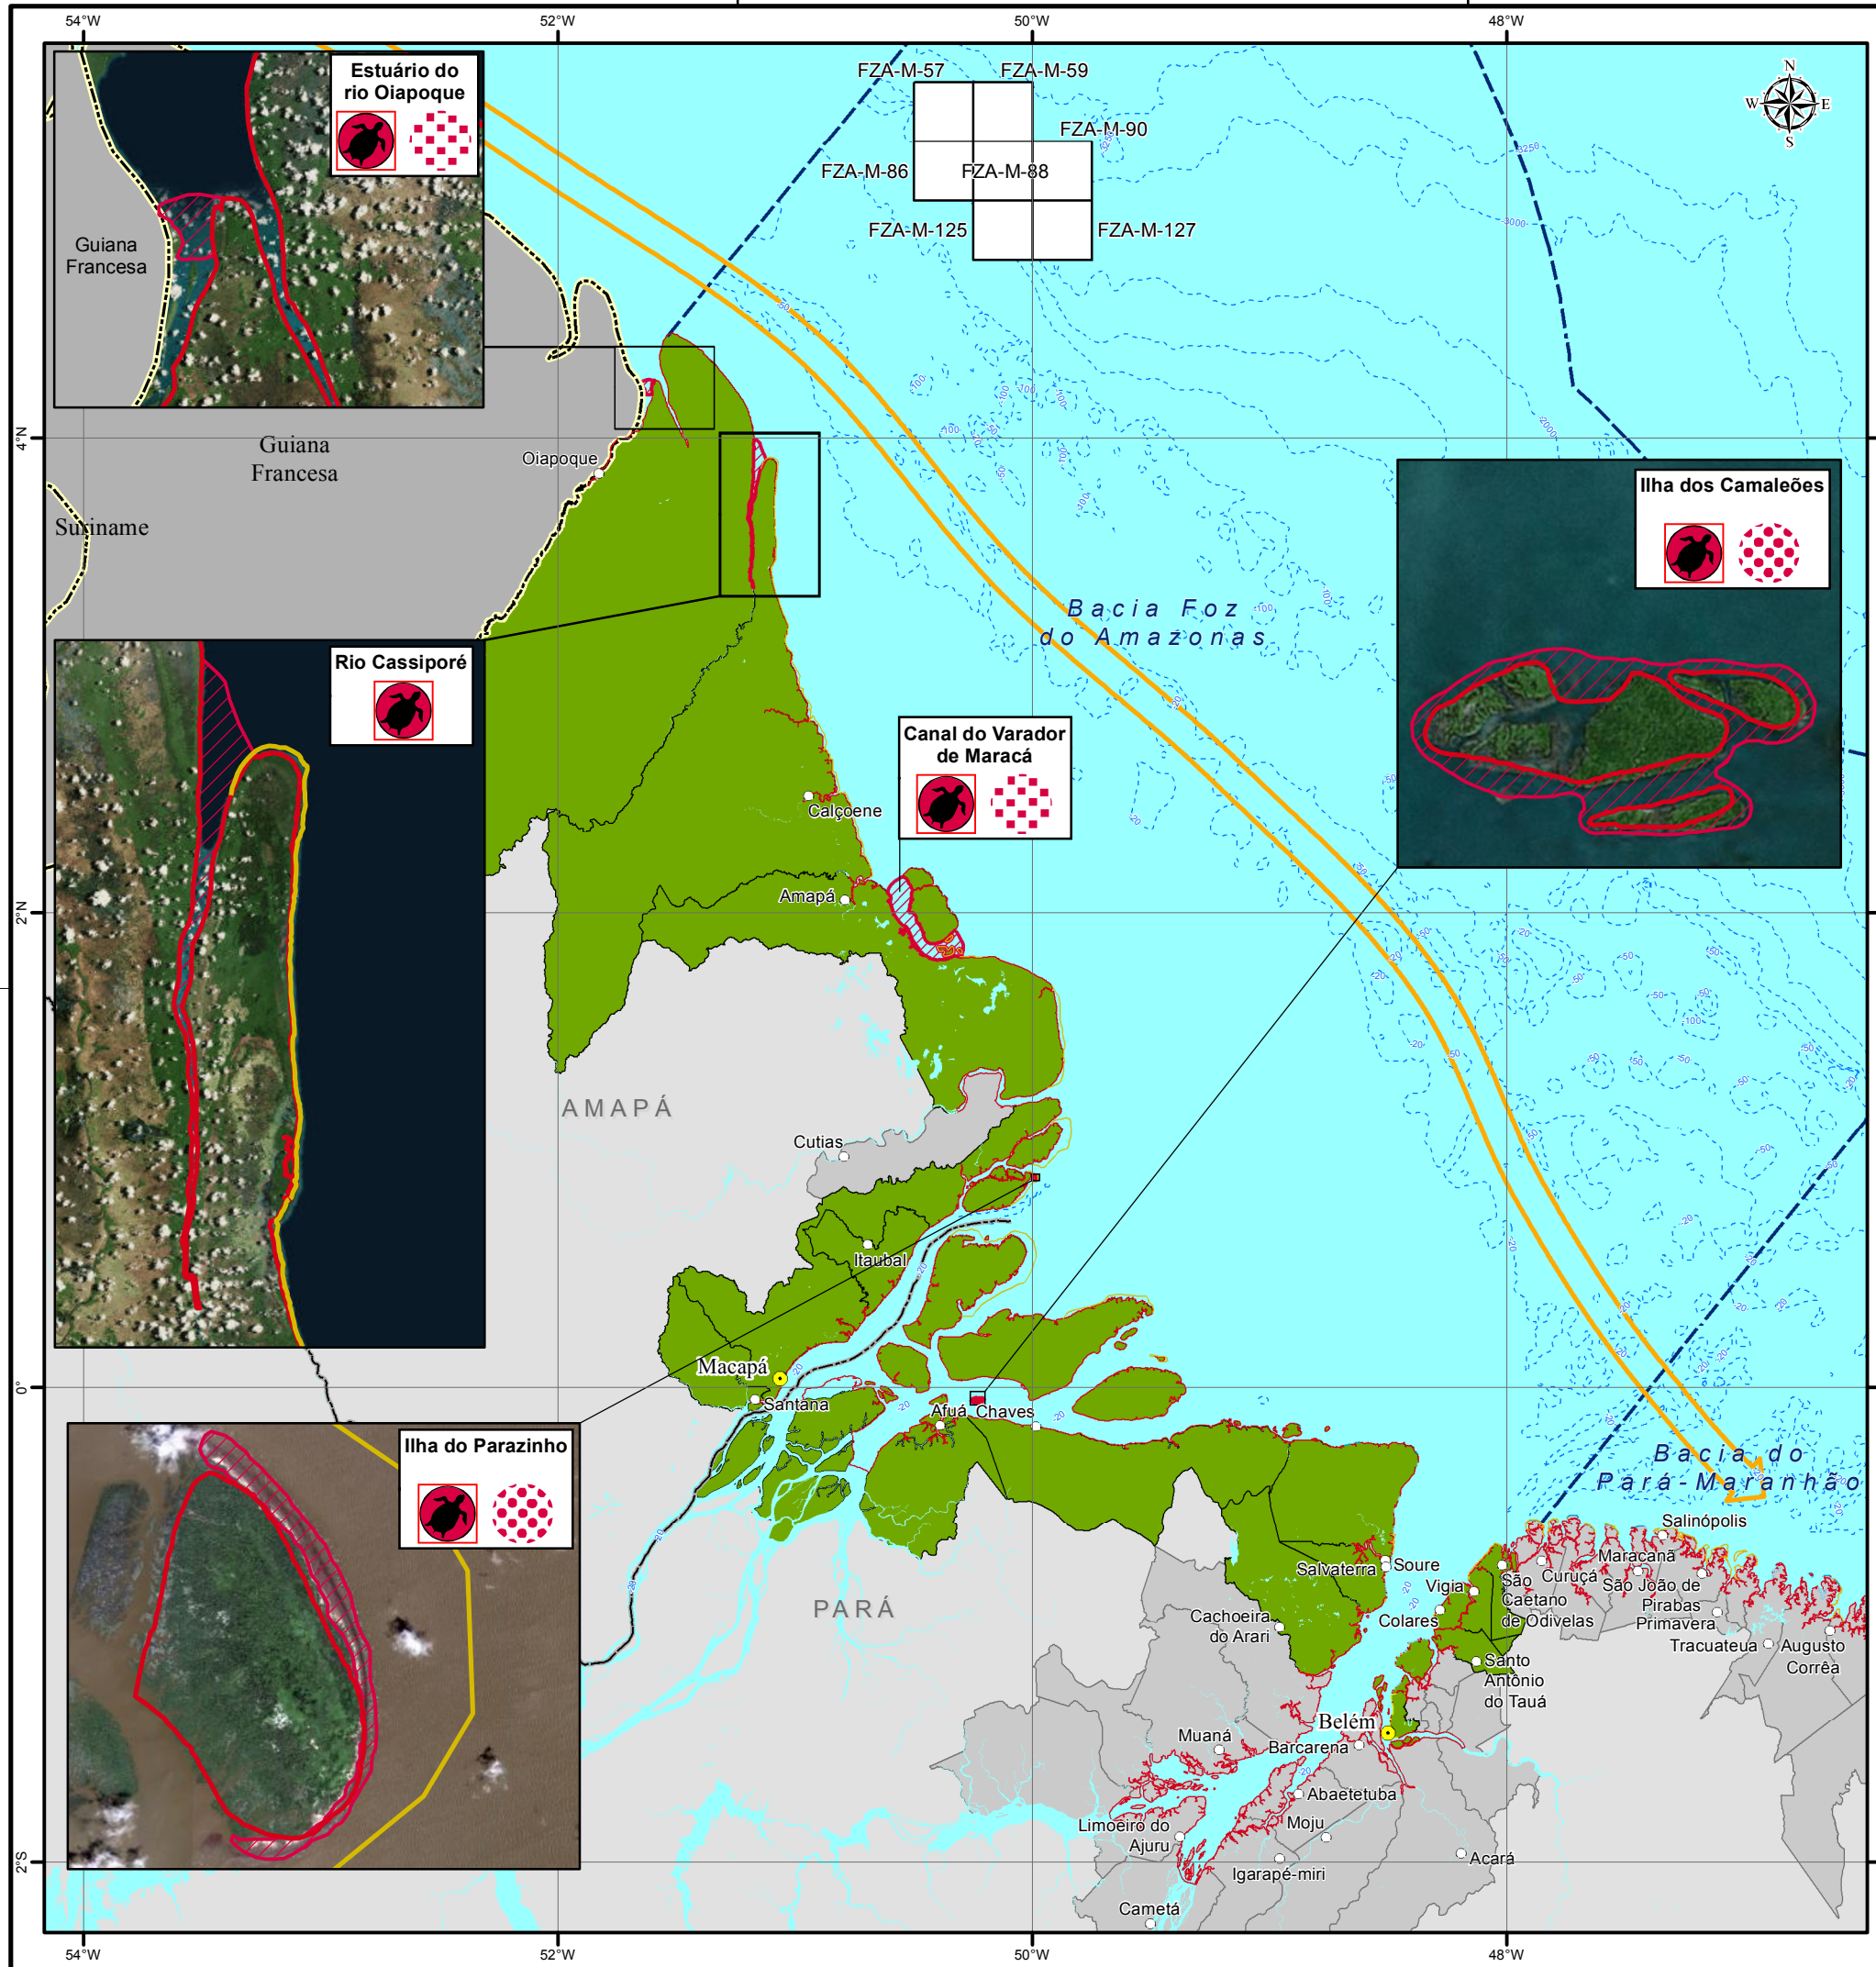 54°W
52°W
50°W
48°W
Estuário do
rio Oiapoque
Guiana
Francesa
FZA-M-57
FZA-M-59
FZA-M-90
FZA-M-86
FZA-M-88
FZA-M-125
FZA-M-127
N
W
E
S
-3250
-3250
-3000
-2000
4°N
Guiana
Francesa
Suriname
Oiapoque
Ilha dos Camaleões
Bacia Foz
do Amazonas
Rio Cassiporé
Canal do Varador
de Maracá
Calçoene
2°N
Amapá
AMAPÁ
Cutias
Itaubal
0°
Macapá
Santana
Afuá
Chaves
Ilha do Parazinho
Bacia do
Pará-Maranhão
Salinópolis
Maracanã
Curuçá
São João de
Pirabas
Primavera
Tracuateua
Augusto
Corrêa
Salvaterra
Soure
Vigia
São
Caetano
de Odivelas
Colares
PARÁ
Cachoeira
do Arari
Santo
Antônio
do Tauá
Belém
Muaná
Barcarena
Abaetetuba
Limoeiro do
Ajuru
Moju
Igarapé-miri
Acará
2°S
Cametá
54°W
52°W
50°W
48°W